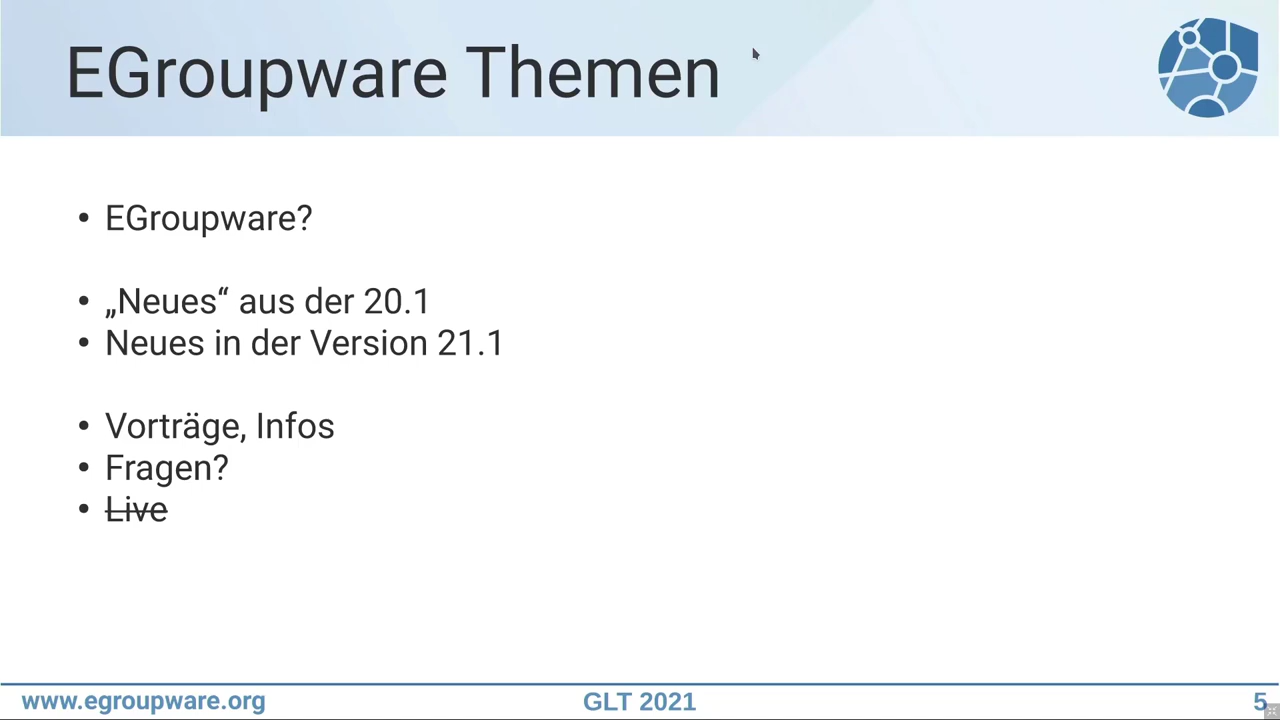 EGroupware Themen
• EGroupware?
• „Neues“ aus der 20.1
• Neues in der Version 21.1
• Vorträge, Infos
• Fragen?
• Live
www.egroupware.org GLT 2021 5